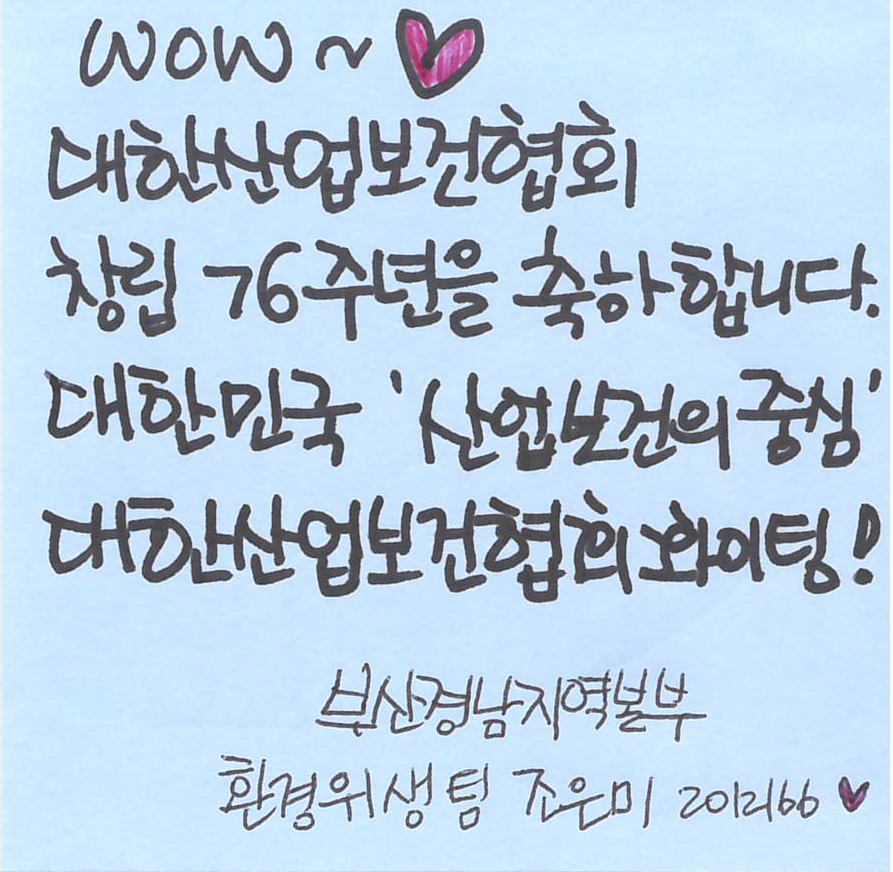 WOW ~ ♥
대한산업보건협회
창립 76주년을 축하합니다.
대한민국 '산업보건의 중심'
대한산업보건협회 화이팅!
부산경남지역본부
환경위생팀 조은미 2012166 ♥